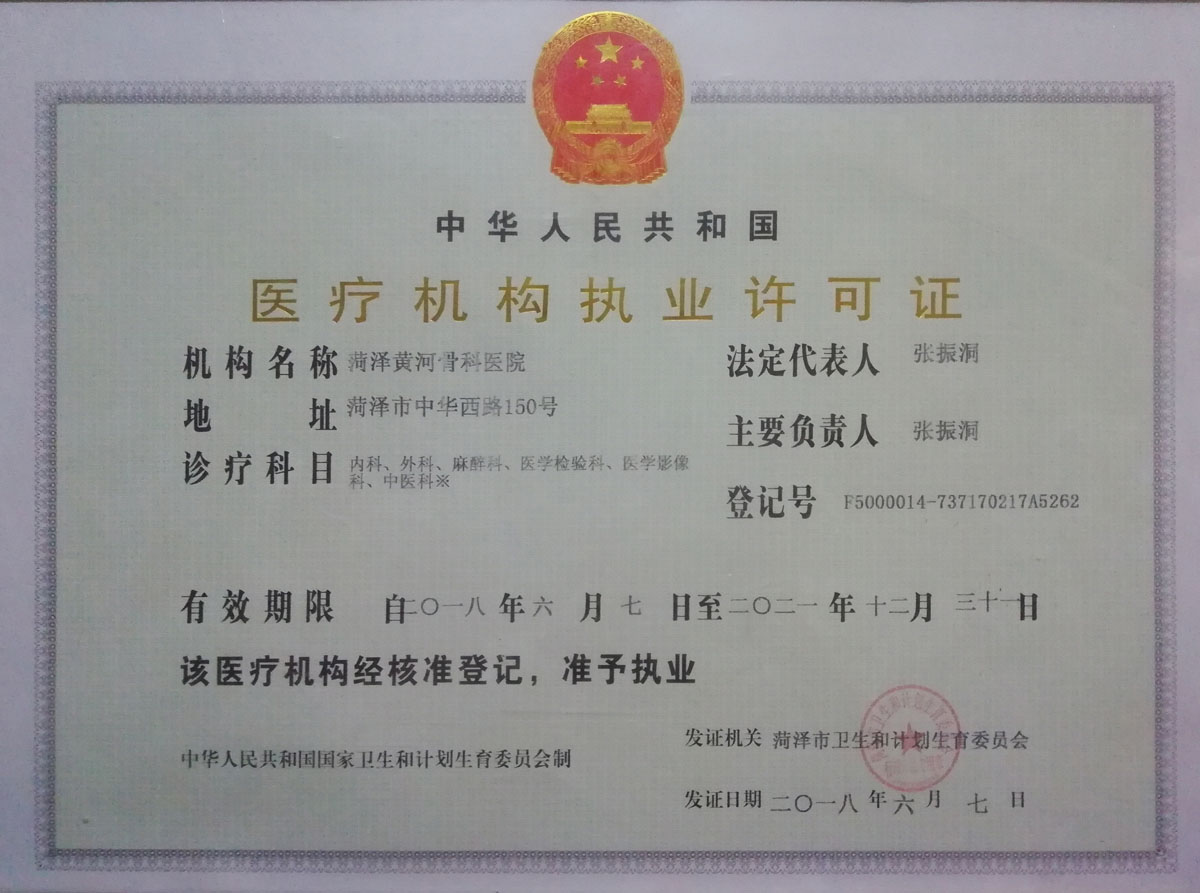 中华人民共和国
医疗机构执业许可证
机构名称 菏泽黄河骨科医院
地址 菏泽市中华西路150号
诊疗科目 内科、外科、麻醉科、医学检验科、医学影像
科、中医科※
法定代表人 张振洞
主要负责人 张振洞
登记号 F5000014-737170217A5262
有效期限 自二〇一八年六月七日至二〇二一年十二月三十一日
该医疗机构经核准登记，准予执业
中华人民共和国国家卫生和计划生育委员会制
发证机关 菏泽市卫生和计划生育委员会
发证日期 二〇一八年六月七日